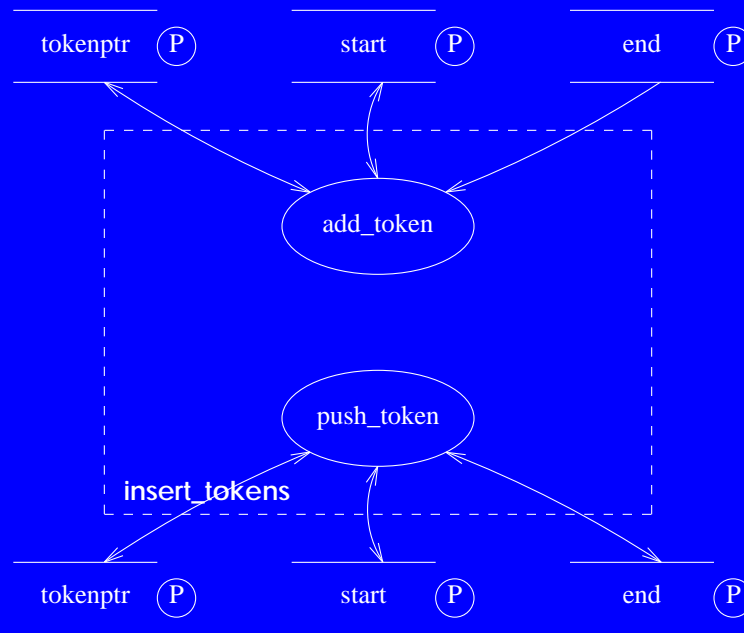 tokenptr P start P end P
add_token
push_token
insert_tokens
tokenptr P start P end P